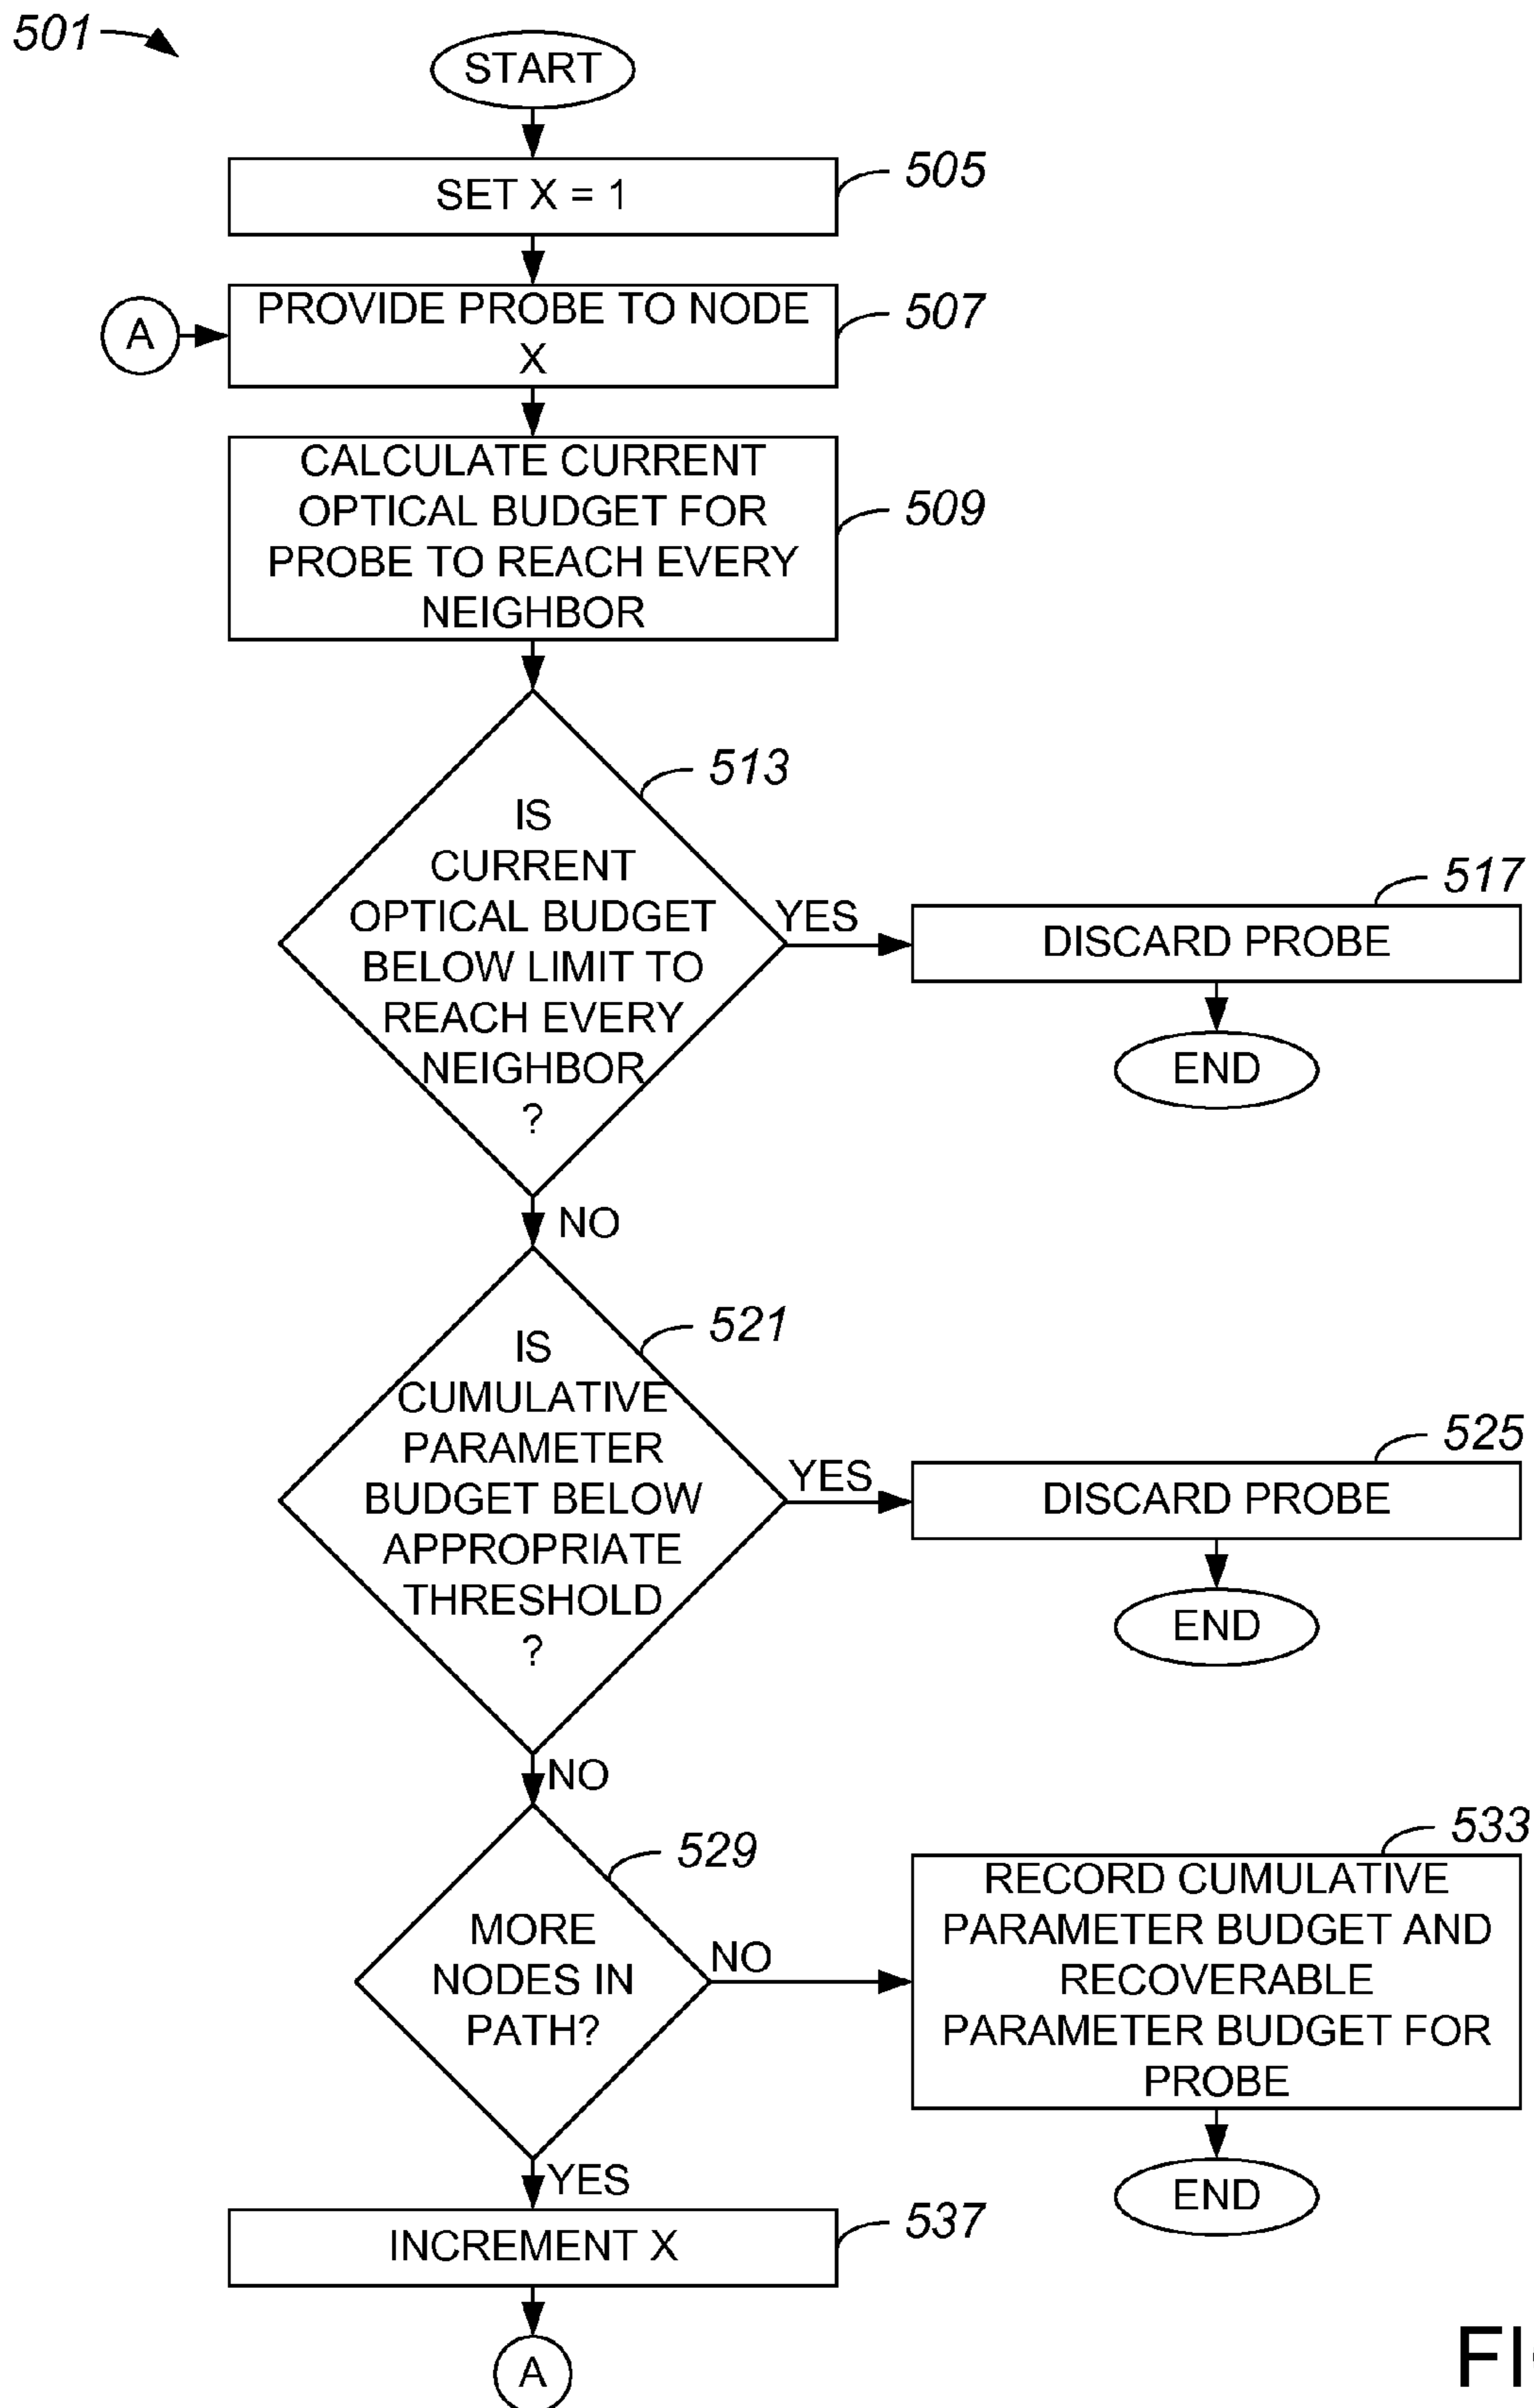 501
START
SET X = 1
505
A
PROVIDE PROBE TO NODE
X
507
CALCULATE CURRENT
OPTICAL BUDGET FOR
PROBE TO REACH EVERY
NEIGHBOR
509
IS
CURRENT
OPTICAL BUDGET
BELOW LIMIT TO
REACH EVERY
NEIGHBOR
?
513
YES
DISCARD PROBE
517
END
NO
IS
CUMULATIVE
PARAMETER
BUDGET BELOW
APPROPRIATE
THRESHOLD
?
521
YES
DISCARD PROBE
525
END
NO
MORE
NODES IN
PATH?
529
NO
RECORD CUMULATIVE
PARAMETER BUDGET AND
RECOVERABLE
PARAMETER BUDGET FOR
PROBE
533
END
YES
INCREMENT X
537
A